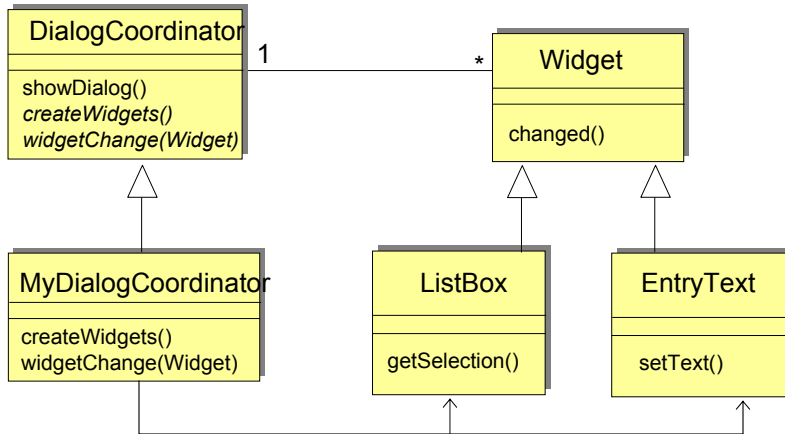 DialogCoordinator
showDialog()
createWidgets()
widgetChange(Widget)
1
*
Widget
changed()
MyDialogCoordinator
createWidgets()
widgetChange(Widget)
ListBox
getSelection()
EntryText
setText()